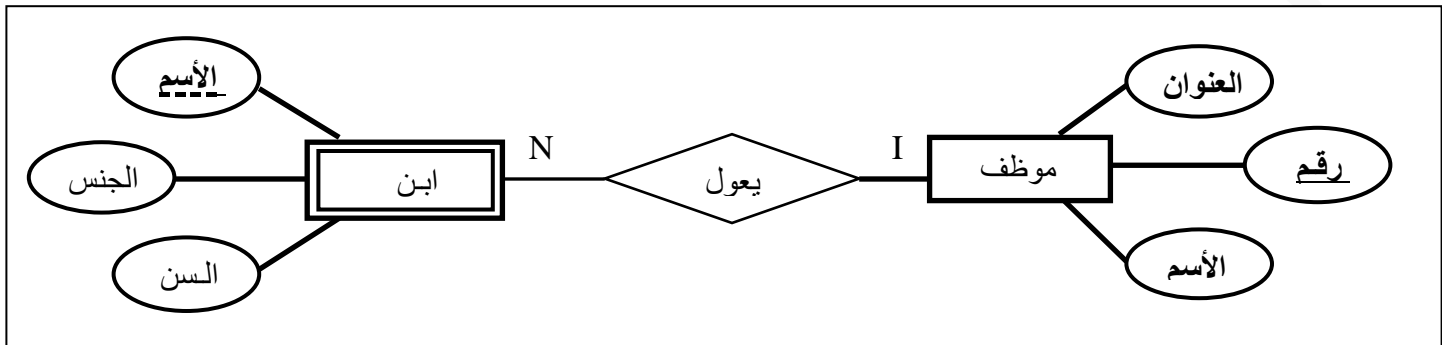 العنوان
رقم
الأسم
موظف
I
يعول
N
ابن
الأسم
الجنس
السن